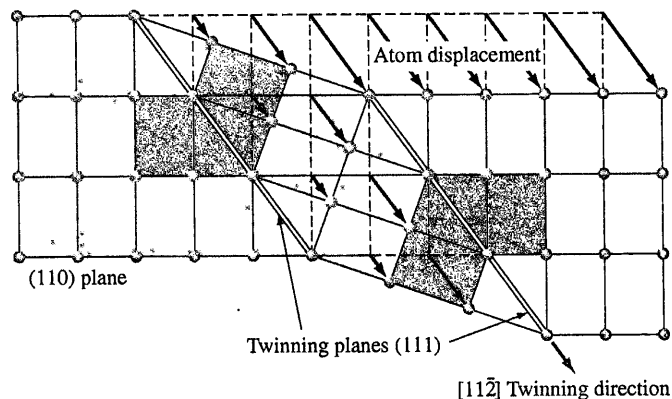 Atom displacement
(110) plane
Twinning planes (111)
[112̄] Twinning direction